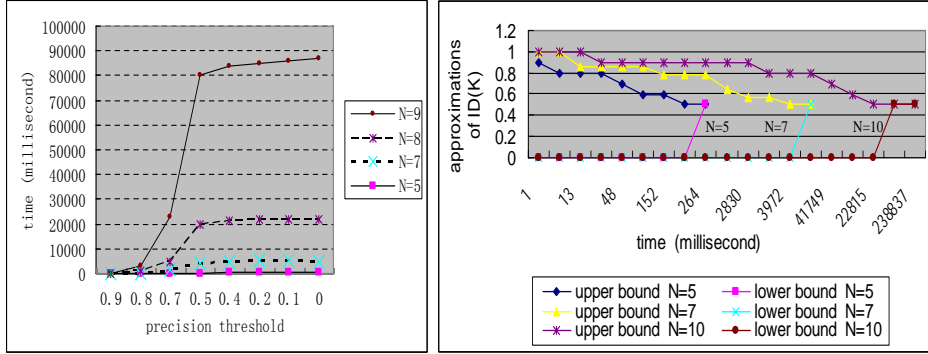 100000
90000
80000
70000
60000
50000
40000
30000
20000
10000
0
time (millisecond)
0.9 0.8 0.7 0.5 0.4 0.2 0.1 0
precision threshold
N=9
N=8
N=7
N=5
1.2
1
0.8
0.6
0.4
0.2
0
approximations
of ID(K)
N=5 N=7 N=10
1 13 48 152 264 2830 3972 41749 22815 238837
time (millisecond)
upper bound N=5 lower bound N=5
upper bound N=7 lower bound N=7
upper bound N=10 lower bound N=10